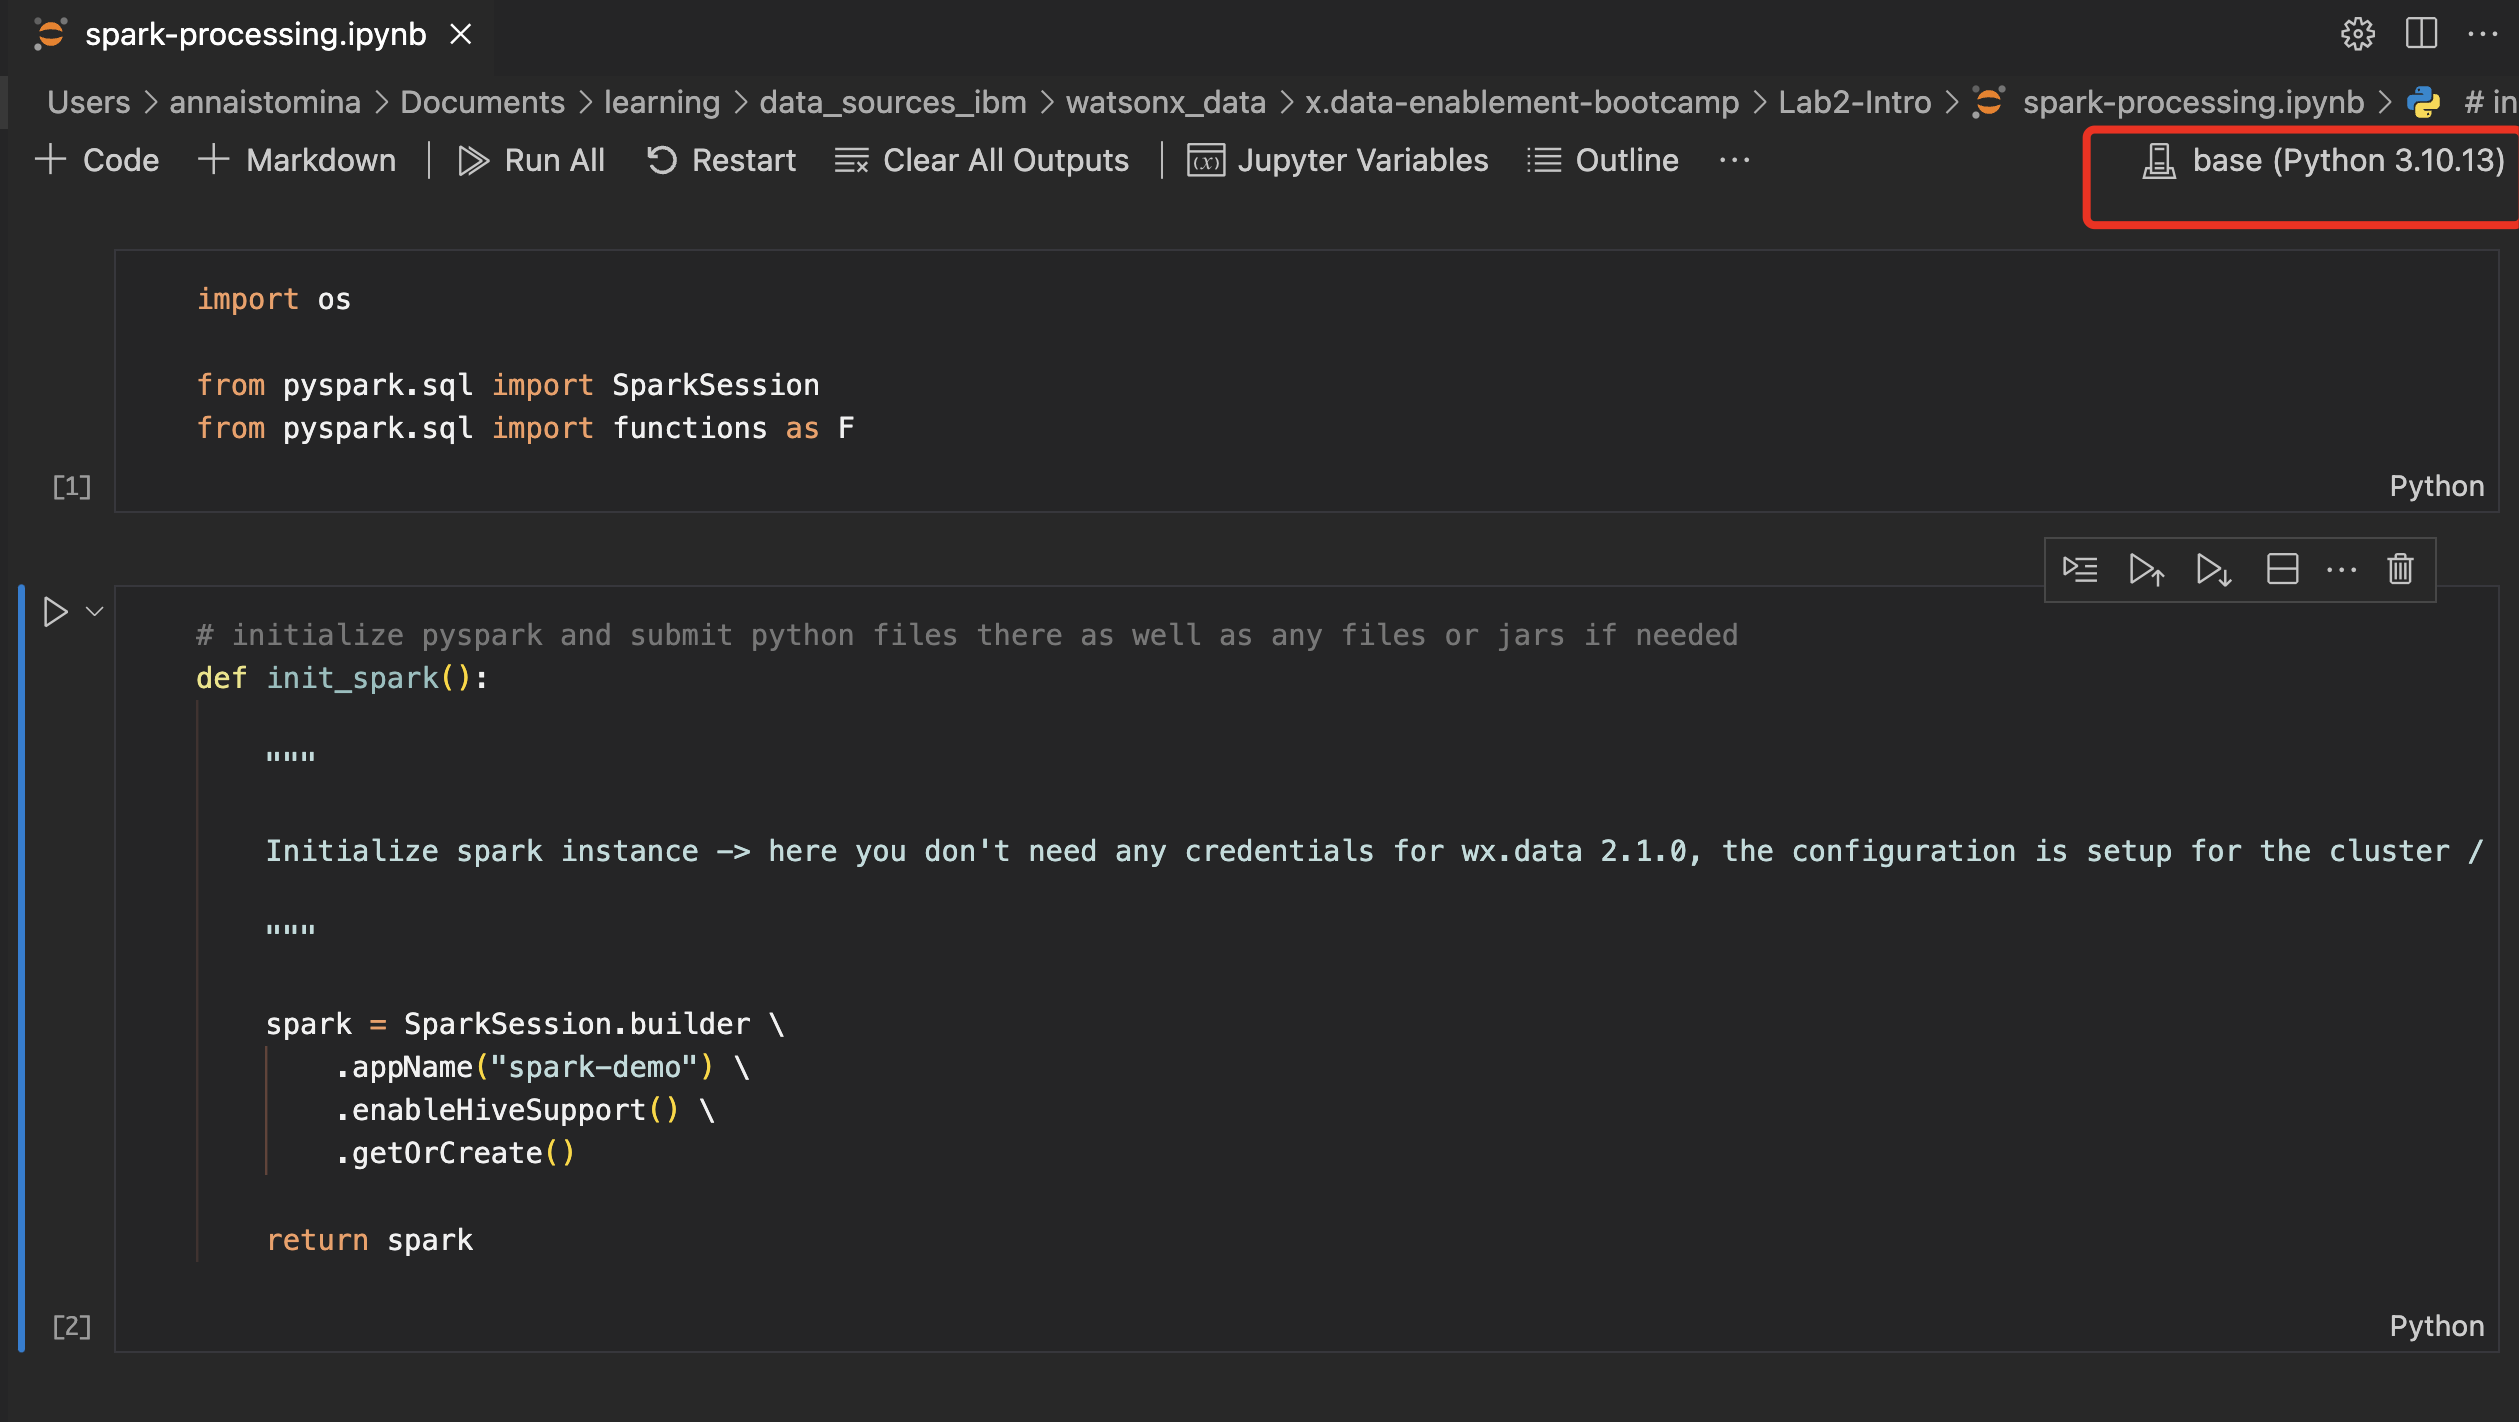 spark-processing.ipynb
Users > annaistomina > Documents > learning > data_sources_ibm > watsonx_data > x.data-enablement-bootcamp > Lab2-Intro > spark-processing.ipynb > # in
+ Code + Markdown | Run All Restart Clear All Outputs | (x) Jupyter Variables Outline ... base (Python 3.10.13)
import os
from pyspark.sql import SparkSession
from pyspark.sql import functions as F
[1] Python
# initialize pyspark and submit python files there as well as any files or jars if needed
def init_spark():
"""
Initialize spark instance -> here you don't need any credentials for wx.data 2.1.0, the configuration is setup for the cluster /
"""
spark = SparkSession.builder \
.appName("spark-demo") \
.enableHiveSupport() \
.getOrCreate()
return spark
[2] Python